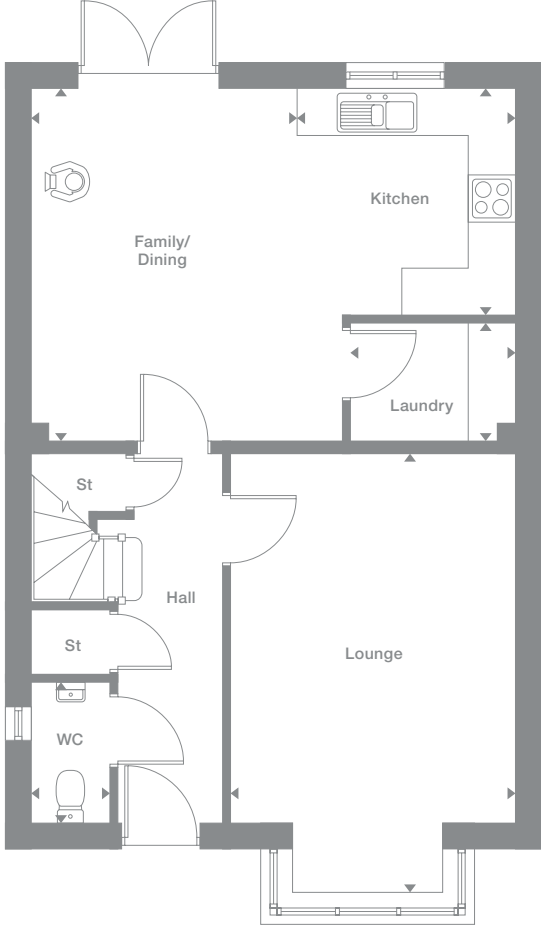 Kitchen
Family/
Dining
Laundry
St
Hall
St
Lounge
WC